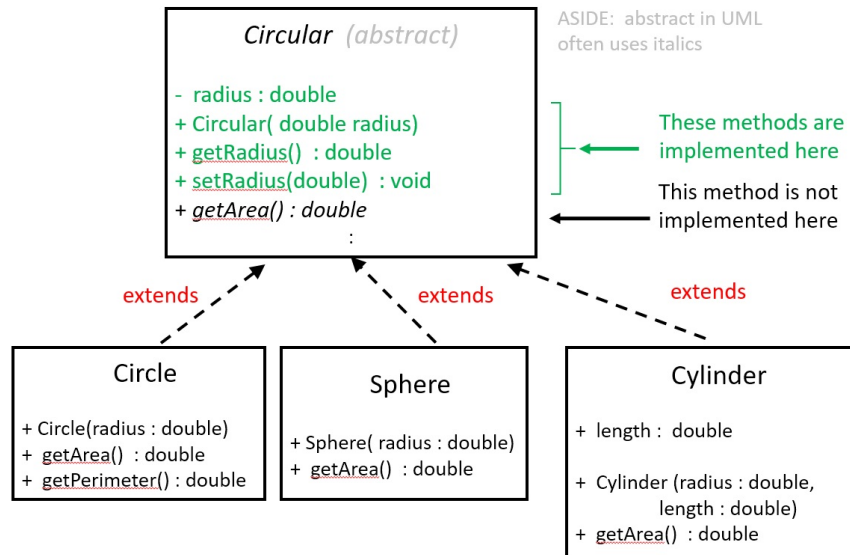 Circular (abstract)
ASIDE: abstract in UML
often uses italics
- radius : double
+ Circular( double radius)
+ getRadius() : double
+ setRadius(double) : void
+ getArea() : double
:
These methods are
implemented here
This method is not
implemented here
extends
extends
extends
Circle
+ Circle(radius : double)
+ getArea() : double
+ getPerimeter() : double
Sphere
+ Sphere( radius : double)
+ getArea() : double
Cylinder
+ length : double
+ Cylinder (radius : double,
length : double)
+ getArea() : double